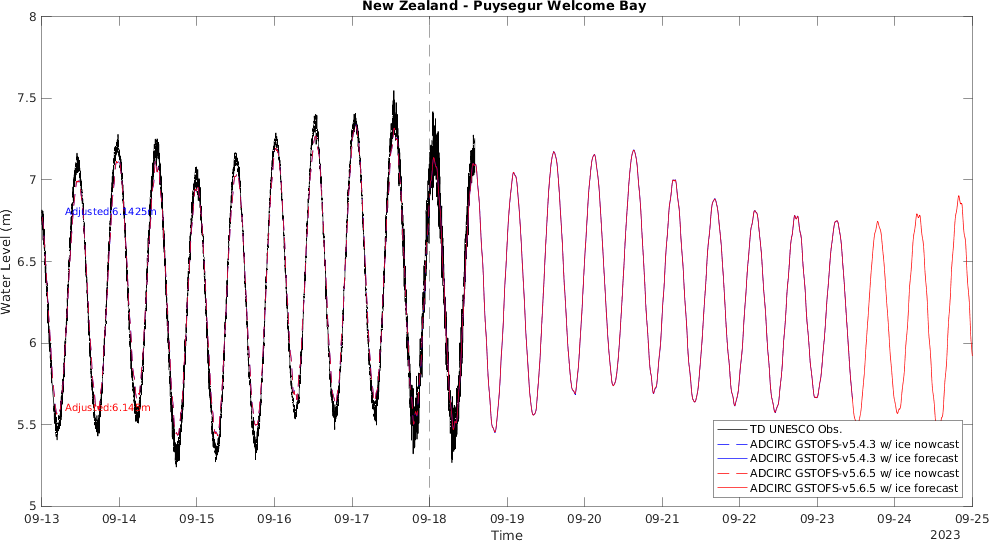 New Zealand - Puysegur Welcome Bay
8
7.5
7
6.5
6
5.5
5
Water Level (m)
Adjusted:6.1425m
TD UNESCO Obs.
ADCIRC GSTOFS-v5.4.3 w/ ice nowcast
ADCIRC GSTOFS-v5.4.3 w/ ice forecast
ADCIRC GSTOFS-v5.6.5 w/ ice nowcast
ADCIRC GSTOFS-v5.6.5 w/ ice forecast
09-13 09-14 09-15 09-16 09-17 09-18 09-19 09-20 09-21 09-22 09-23 09-24 09-25
Time
2023